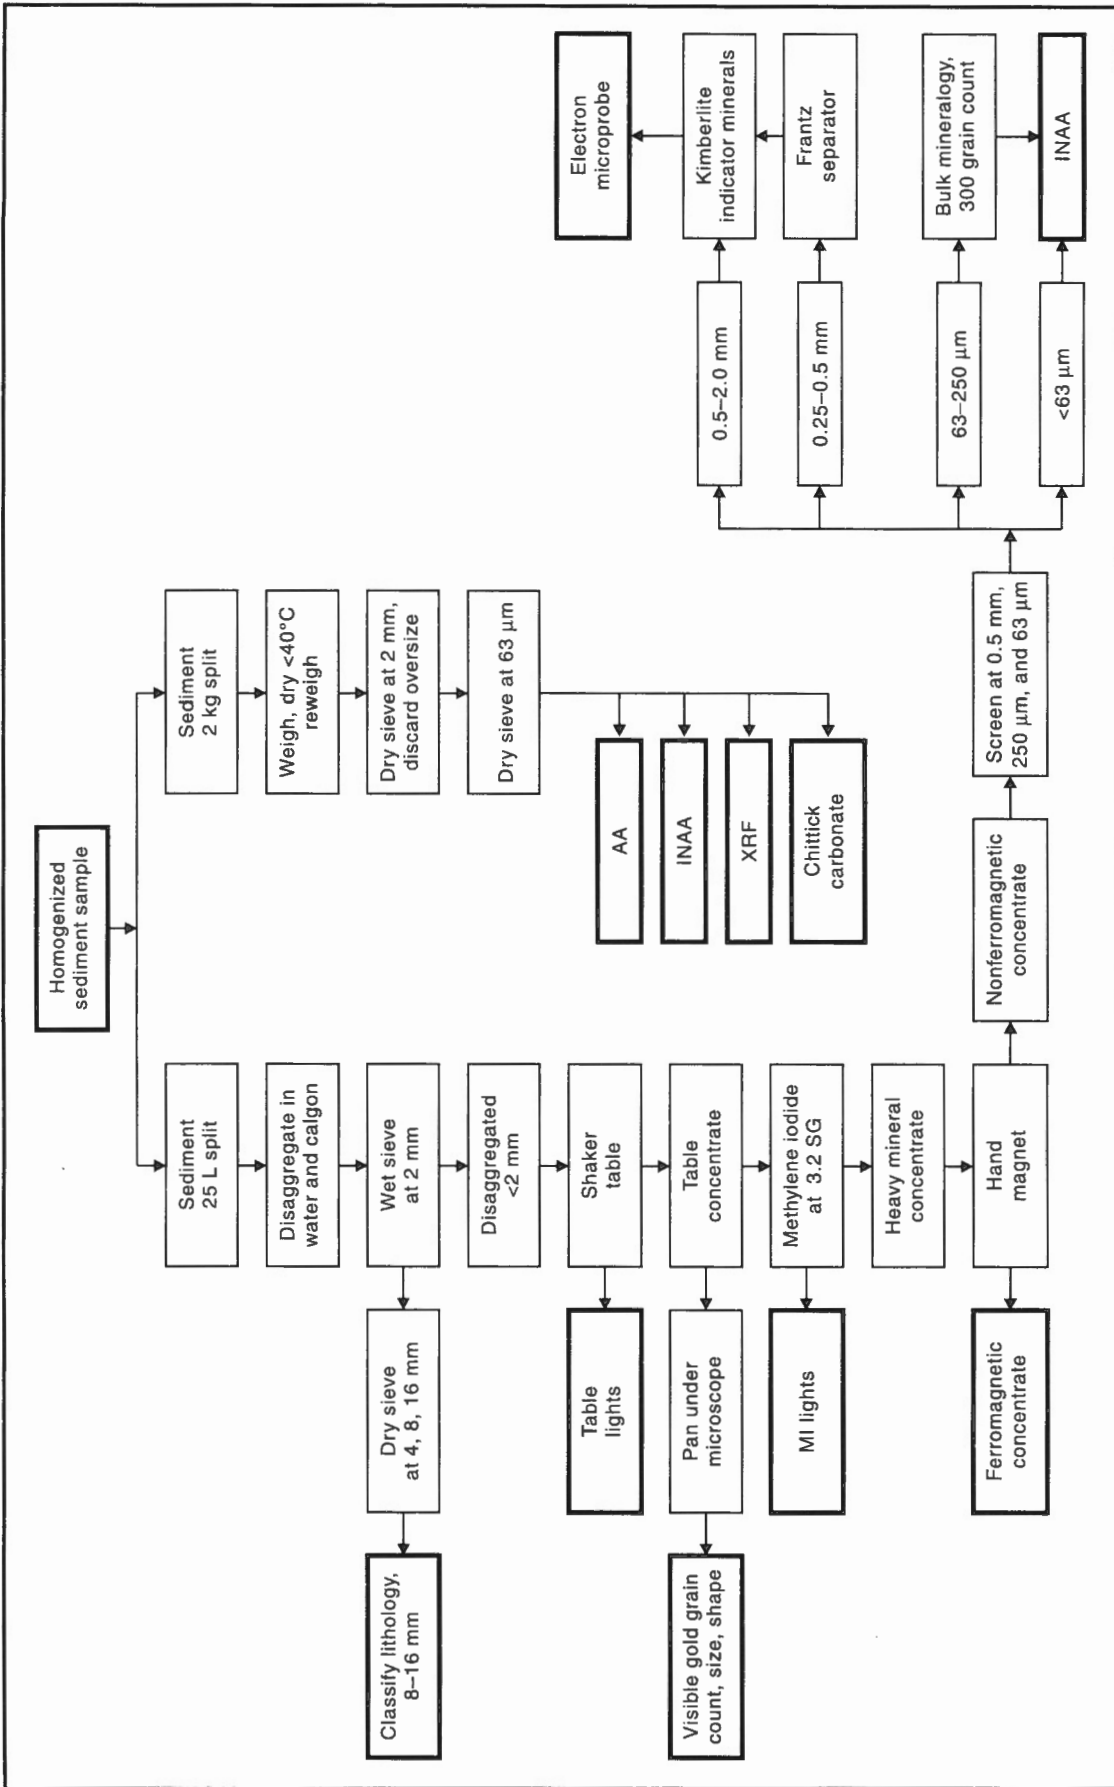 Homogenized
sediment sample
Sediment
25 L split
Disaggregate in
water and calgon
Wet sieve
at 2 mm
Dry sieve
at 4, 8, 16 mm
Classify lithology,
8–16 mm
Disaggregated
<2 mm
Shaker
table
Table
lights
Table
concentrate
Pan under
microscope
Visible gold grain
count, size, shape
Methylene iodide
at 3.2 SG
MI lights
Heavy mineral
concentrate
Hand
magnet
Ferromagnetic
concentrate
Nonferromagnetic
concentrate
Screen at 0.5 mm,
250 µm, and 63 µm
0.5–2.0 mm
Kimberlite
indicator minerals
Electron
microprobe
0.25–0.5 mm
Frantz
separator
63–250 µm
Bulk mineralogy,
300 grain count
<63 µm
INAA
Sediment
2 kg split
Weigh, dry <40°C
reweigh
Dry sieve at 2 mm,
discard oversize
Dry sieve at 63 µm
AA
INAA
XRF
Chittick
carbonate